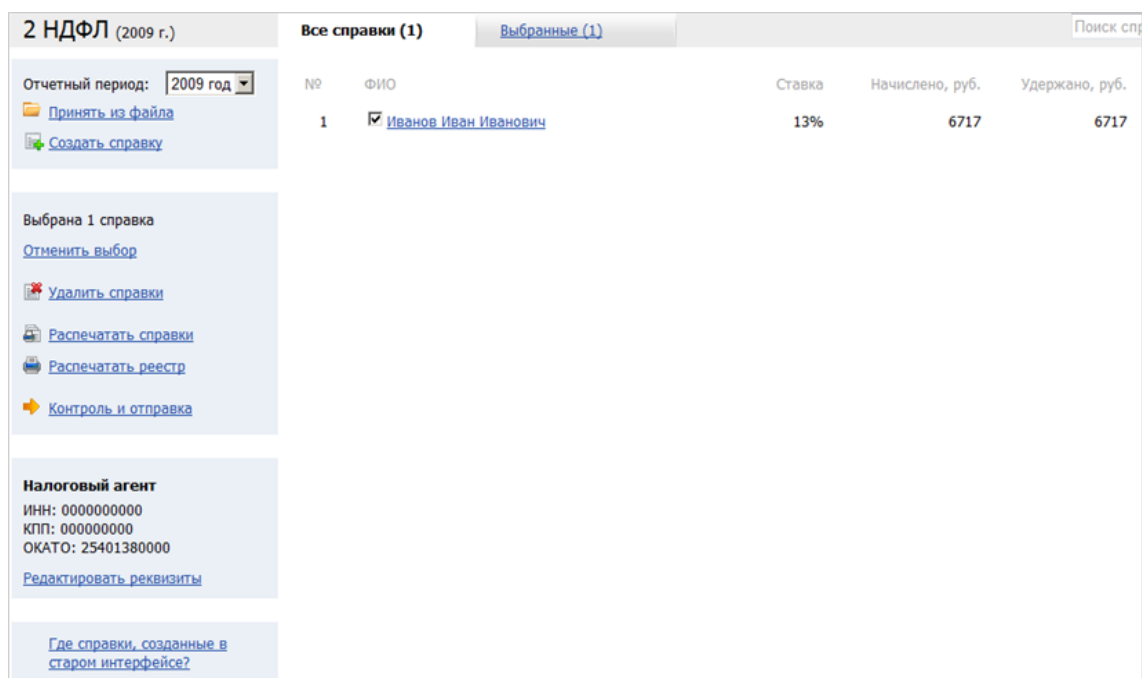 2 НДФЛ (2009 г.)
Все справки (1)
Выбранные (1)
Поиск спр
Отчетный период: 2009 год
Принять из файла
Создать справку
№ ФИО Ставка Начислено, руб. Удержано, руб.
1 Иванов Иван Иванович 13% 6717 6717
Выбрана 1 справка
Отменить выбор
Удалить справки
Распечатать справки
Распечатать реестр
Контроль и отправка
Налоговый агент
ИНН: 0000000000
КПП: 000000000
ОКАТО: 25401380000
Редактировать реквизиты
Где справки, созданные в
старом интерфейсе?